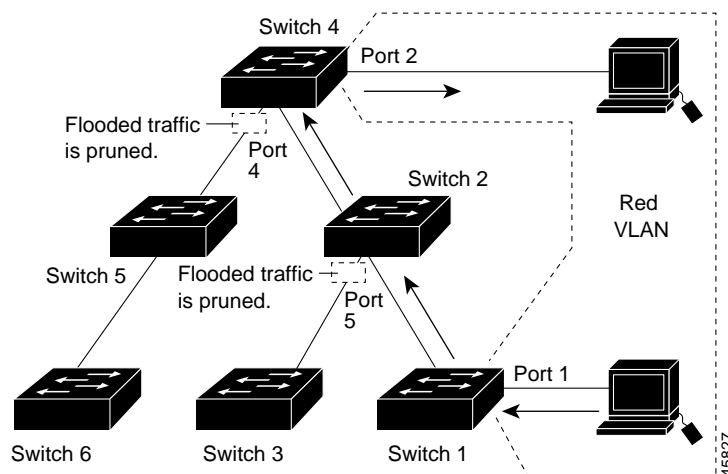 Switch 4
Port 2
Flooded traffic
is pruned.
Port
4
Switch 2
Red
VLAN
Switch 5
Flooded traffic
is pruned.
Port
5
Port 1
Switch 6
Switch 3
Switch 1
15827